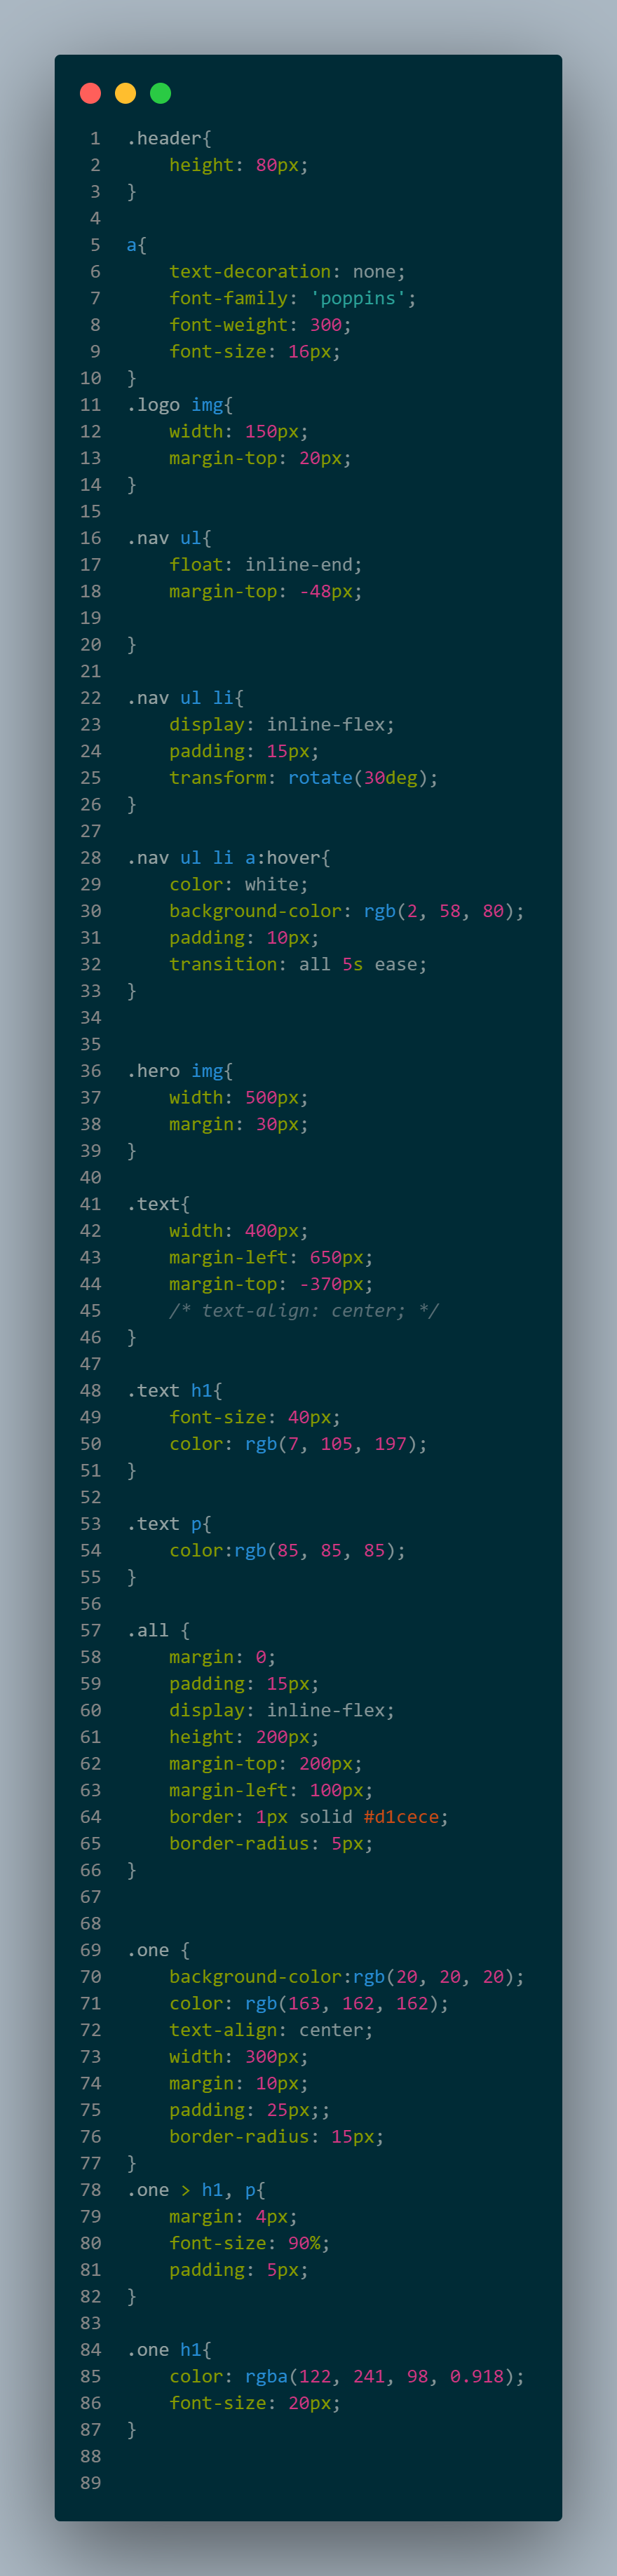 1 .header{
2     height: 80px;
3 }
4
5 a{
6     text-decoration: none;
7     font-family: 'poppins';
8     font-weight: 300;
9     font-size: 16px;
10 }
11 .logo img{
12     width: 150px;
13     margin-top: 20px;
14 }
15
16 .nav ul{
17     float: inline-end;
18     margin-top: -48px;
19
20 }
21
22 .nav ul li{
23     display: inline-flex;
24     padding: 15px;
25     transform: rotate(30deg);
26 }
27
28 .nav ul li a:hover{
29     color: white;
30     background-color: rgb(2, 58, 80);
31     padding: 10px;
32     transition: all 5s ease;
33 }
34
35
36 .hero img{
37     width: 500px;
38     margin: 30px;
39 }
40
41 .text{
42     width: 400px;
43     margin-left: 650px;
44     margin-top: -370px;
45     /* text-align: center; */
46 }
47
48 .text h1{
49     font-size: 40px;
50     color: rgb(7, 105, 197);
51 }
52
53 .text p{
54     color:rgb(85, 85, 85);
55 }
56
57 .all {
58     margin: 0;
59     padding: 15px;
60     display: inline-flex;
61     height: 200px;
62     margin-top: 200px;
63     margin-left: 100px;
64     border: 1px solid #d1cece;
65     border-radius: 5px;
66 }
67
68
69 .one {
70     background-color:rgb(20, 20, 20);
71     color: rgb(163, 162, 162);
72     text-align: center;
73     width: 300px;
74     margin: 10px;
75     padding: 25px;;
76     border-radius: 15px;
77 }
78 .one > h1, p{
79     margin: 4px;
80     font-size: 90%;
81     padding: 5px;
82 }
83
84 .one h1{
85     color: rgba(122, 241, 98, 0.918);
86     font-size: 20px;
87 }
88
89